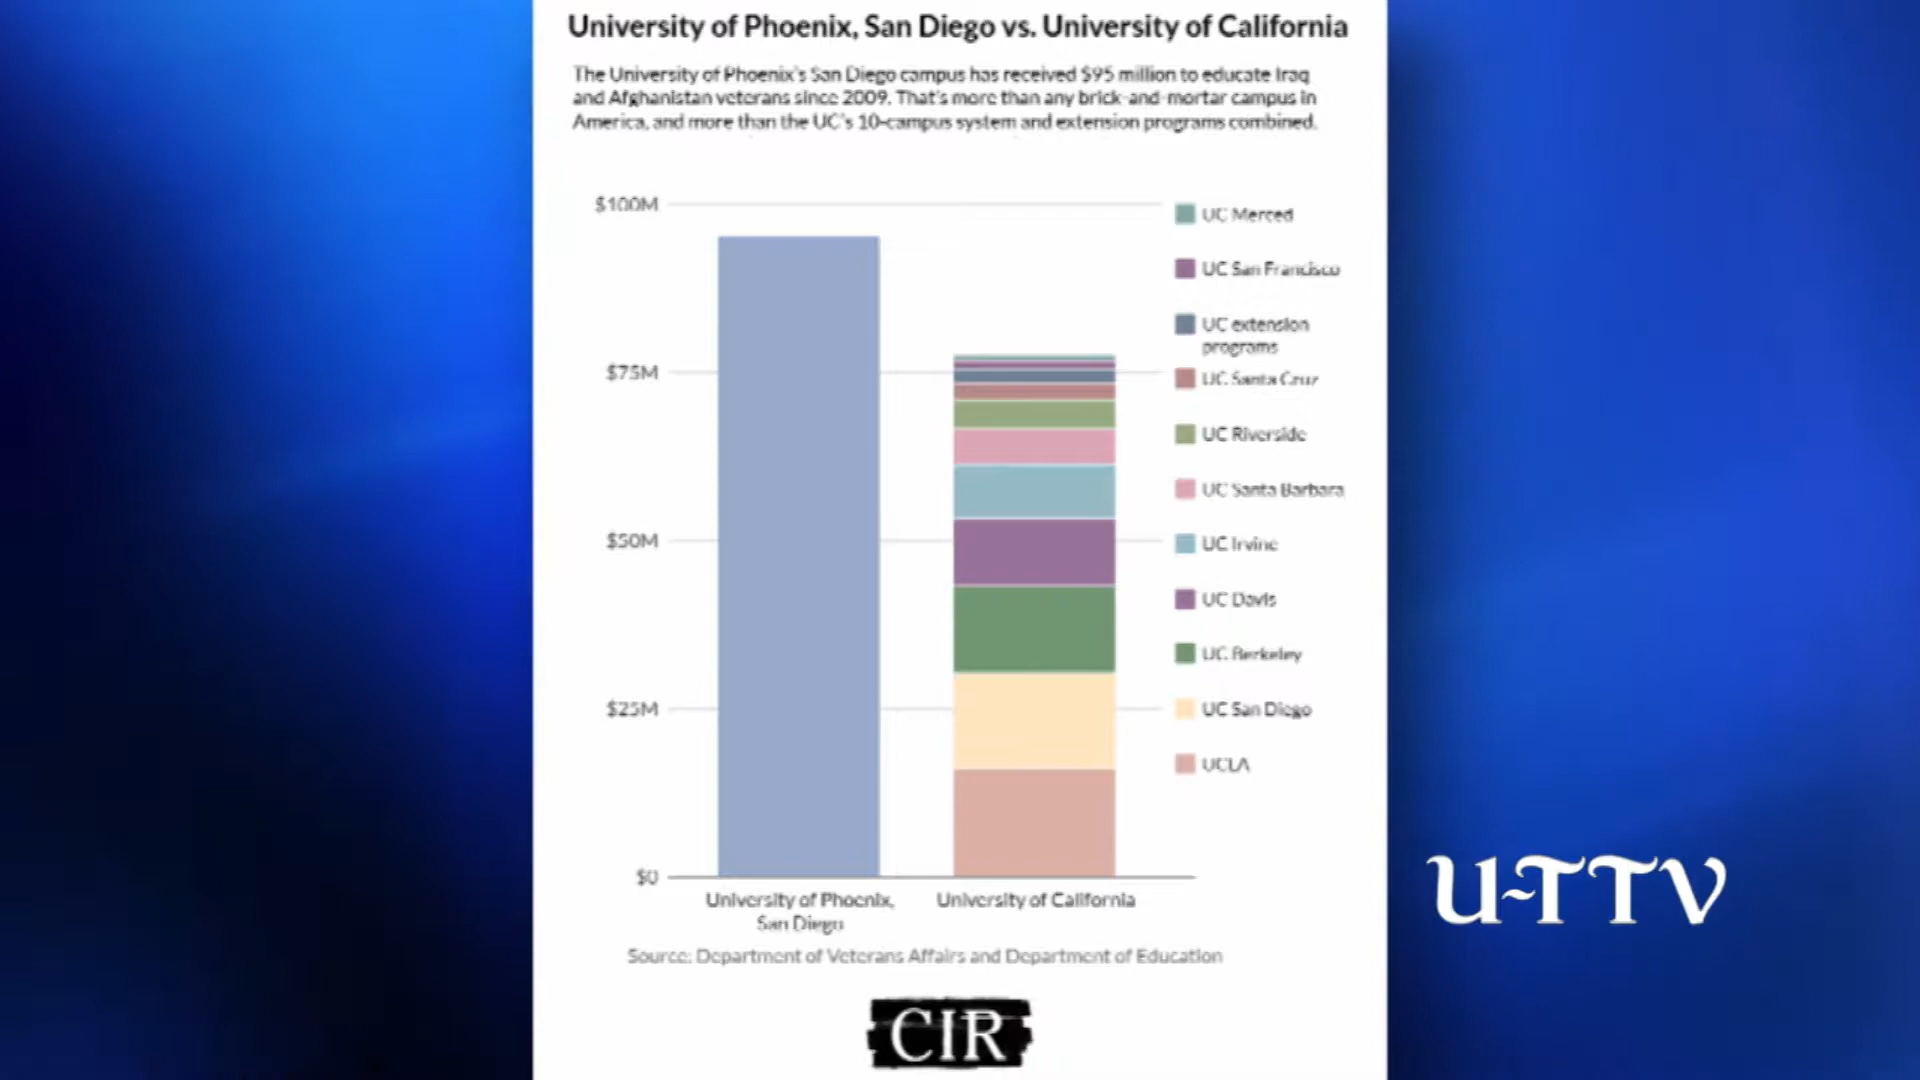 University of Phoenix, San Diego vs. University of California
The University of Phoenix's San Diego campus has received $95 million to educate Iraq
and Afghanistan veterans since 2009. That's more than any brick-and-mortar campus in
America, and more than the UC's 10-campus system and extension programs combined.
$100M
$75M
$50M
$25M
$0
UC Merced
UC San Francisco
UC extension
programs
UC Santa Cruz
UC Riverside
UC Santa Barbara
UC Irvine
UC Davis
UC Berkeley
UC San Diego
UCLA
University of Phoenix,
San Diego
University of California
Source: Department of Veterans Affairs and Department of Education
CIR
U-TTV